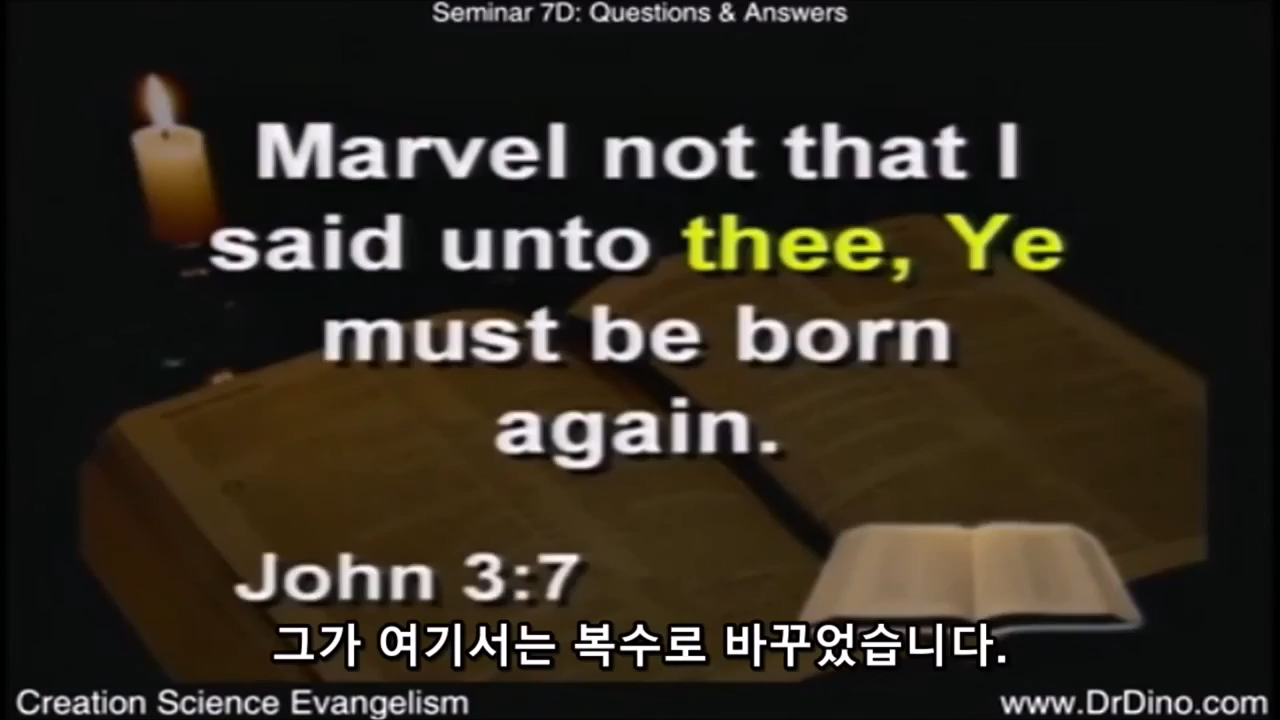 Seminar 7D: Questions & Answers
Marvel not that I
said unto thee, Ye
must be born
again.
John 3:7
그가 여기서는 복수로 바꾸었습니다.
Creation Science Evangelism
www.DrDino.com